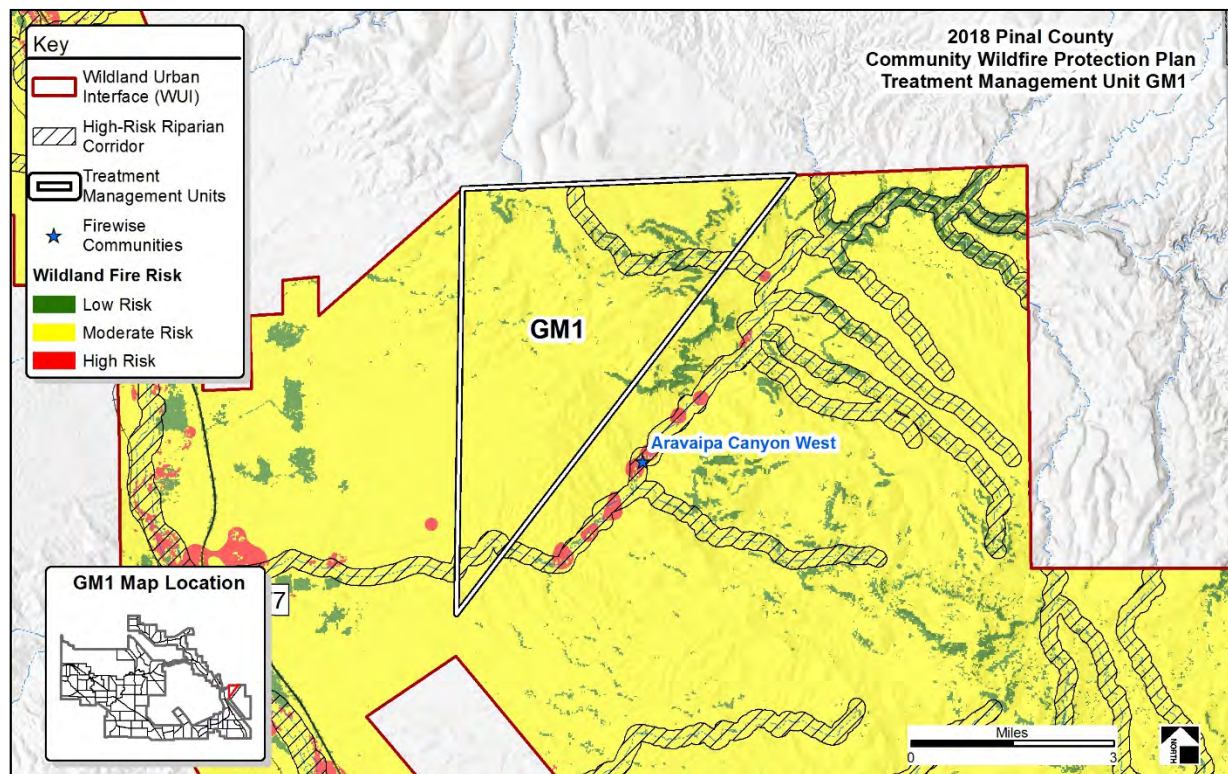 2018 Pinal County
Community Wildfire Protection Plan
Treatment Management Unit GM1
Key
Wildland Urban
Interface (WUI)
High-Risk Riparian
Corridor
Treatment
Management Units
Firewise
Communities
Wildland Fire Risk
Low Risk
Moderate Risk
High Risk
GM1
Aravaipa Canyon West
GM1 Map Location
7
Miles
0
3
NORTH